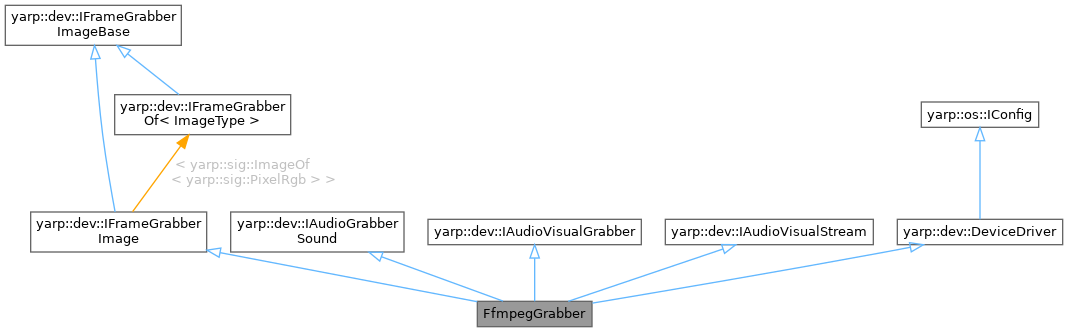 yarp::dev::IFrameGrabber
ImageBase
yarp::dev::IFrameGrabber
Of< ImageType >
yarp::os::IConfig
< yarp::sig::ImageOf
< yarp::sig::PixelRgb > >
yarp::dev::IFrameGrabber
Image
yarp::dev::IAudioGrabber
Sound
yarp::dev::IAudioVisualGrabber
yarp::dev::IAudioVisualStream
yarp::dev::DeviceDriver
FfmpegGrabber